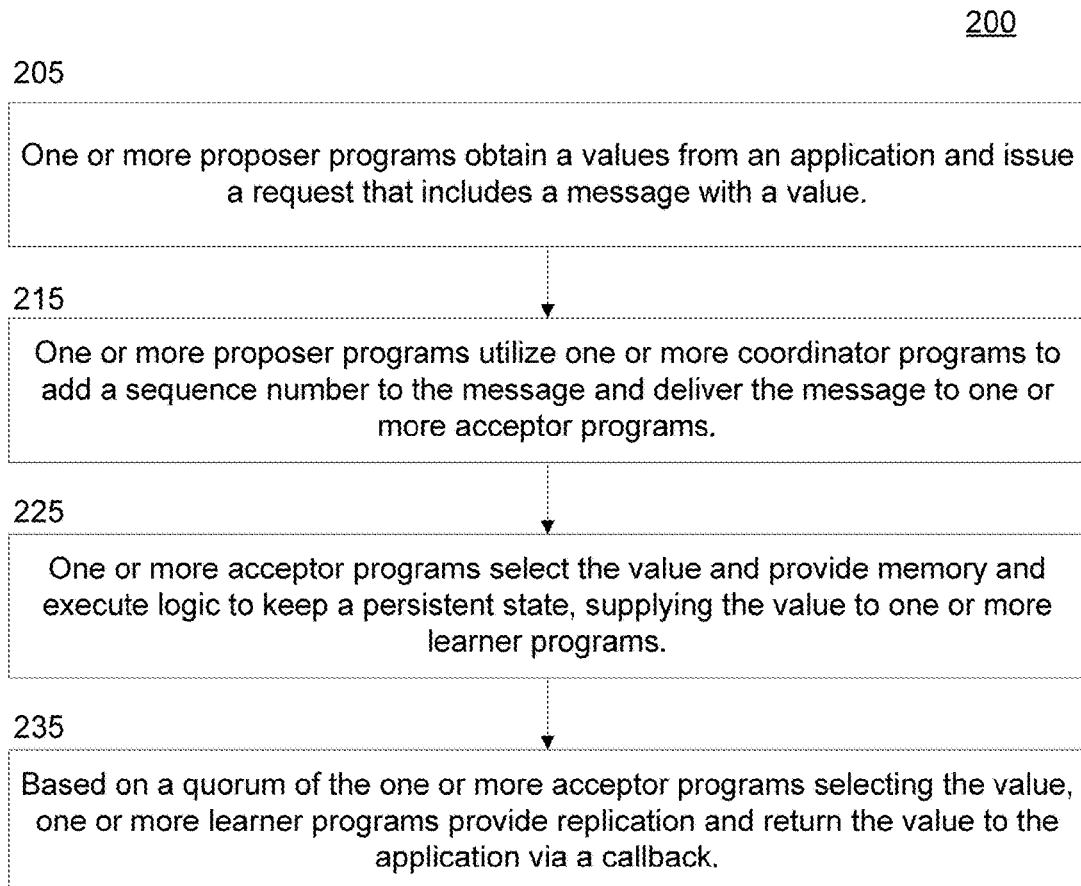 200
205
One or more proposer programs obtain a values from an application and issue
a request that includes a message with a value.
215
One or more proposer programs utilize one or more coordinator programs to
add a sequence number to the message and deliver the message to one or
more acceptor programs.
225
One or more acceptor programs select the value and provide memory and
execute logic to keep a persistent state, supplying the value to one or more
learner programs.
235
Based on a quorum of the one or more acceptor programs selecting the value,
one or more learner programs provide replication and return the value to the
application via a callback.